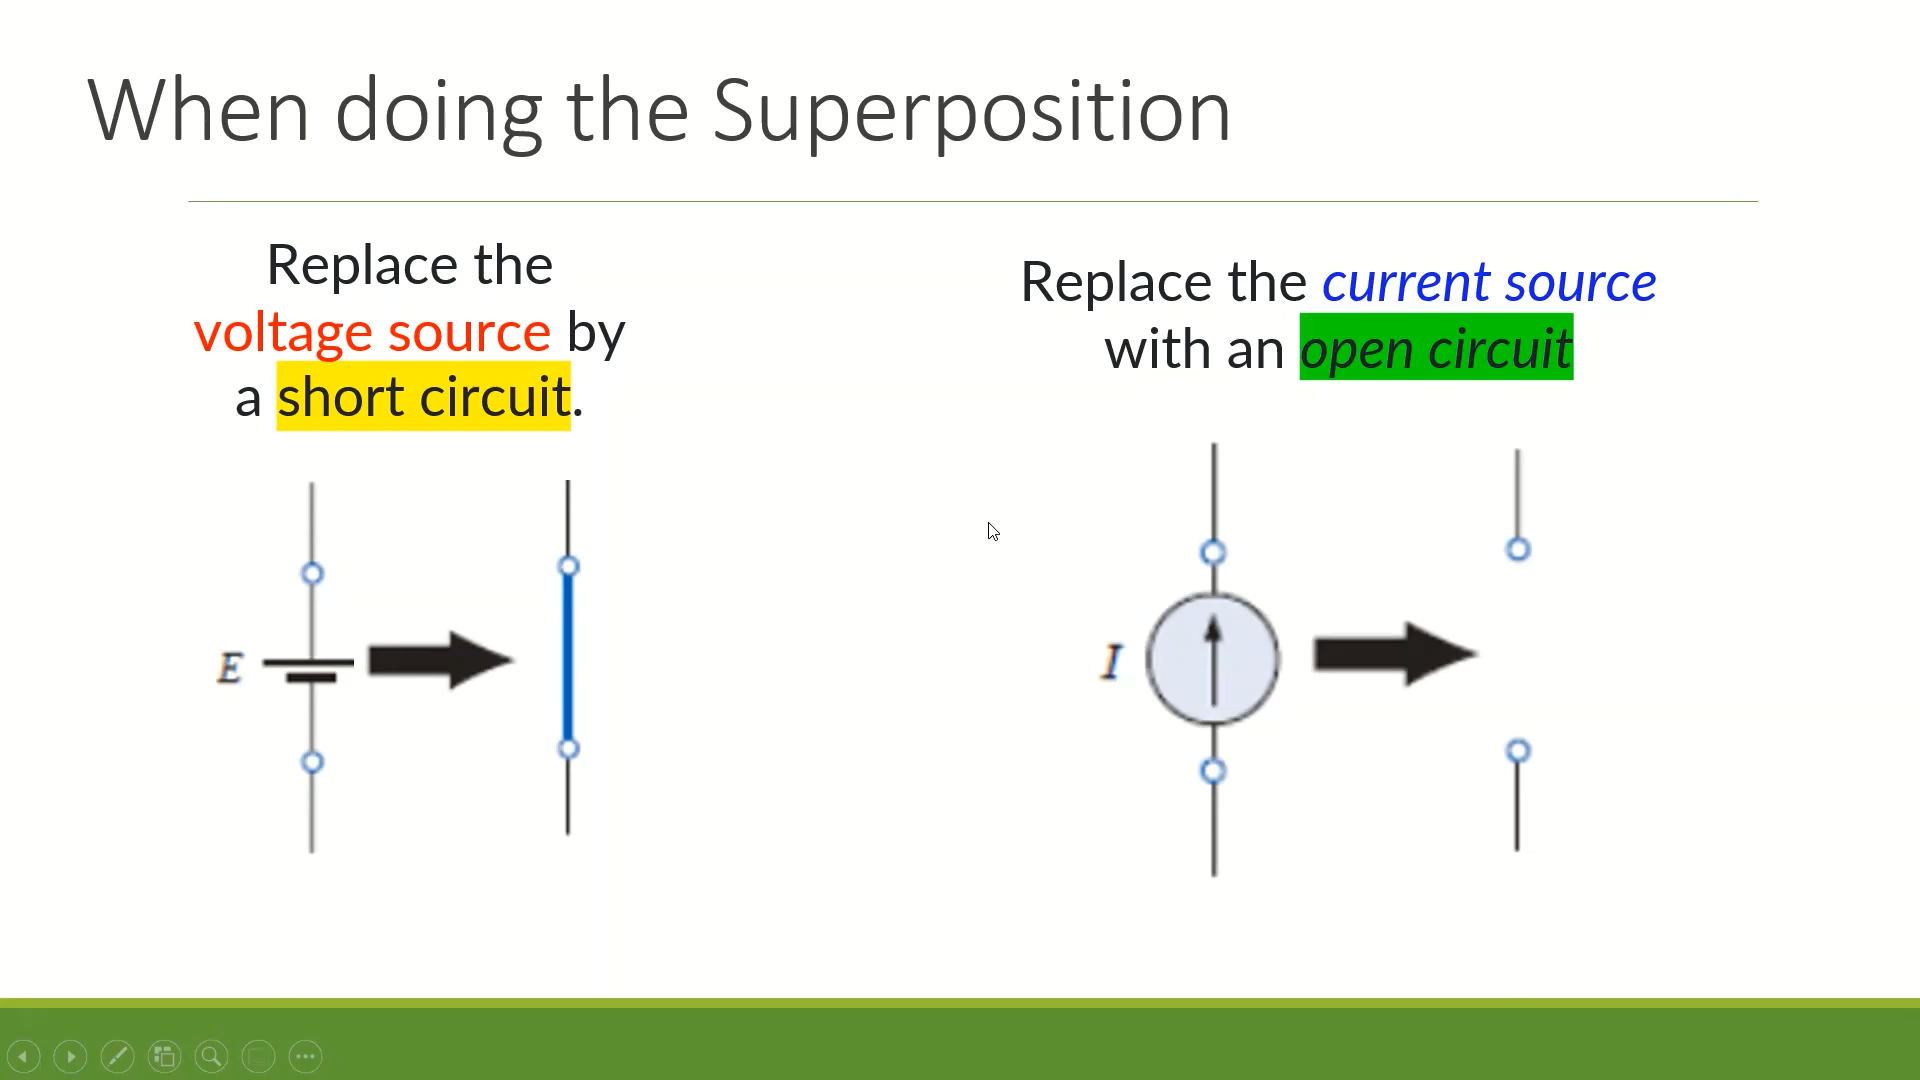 When doing the Superposition
Replace the
voltage source by
a short circuit.
Replace the current source
with an open circuit
E
I